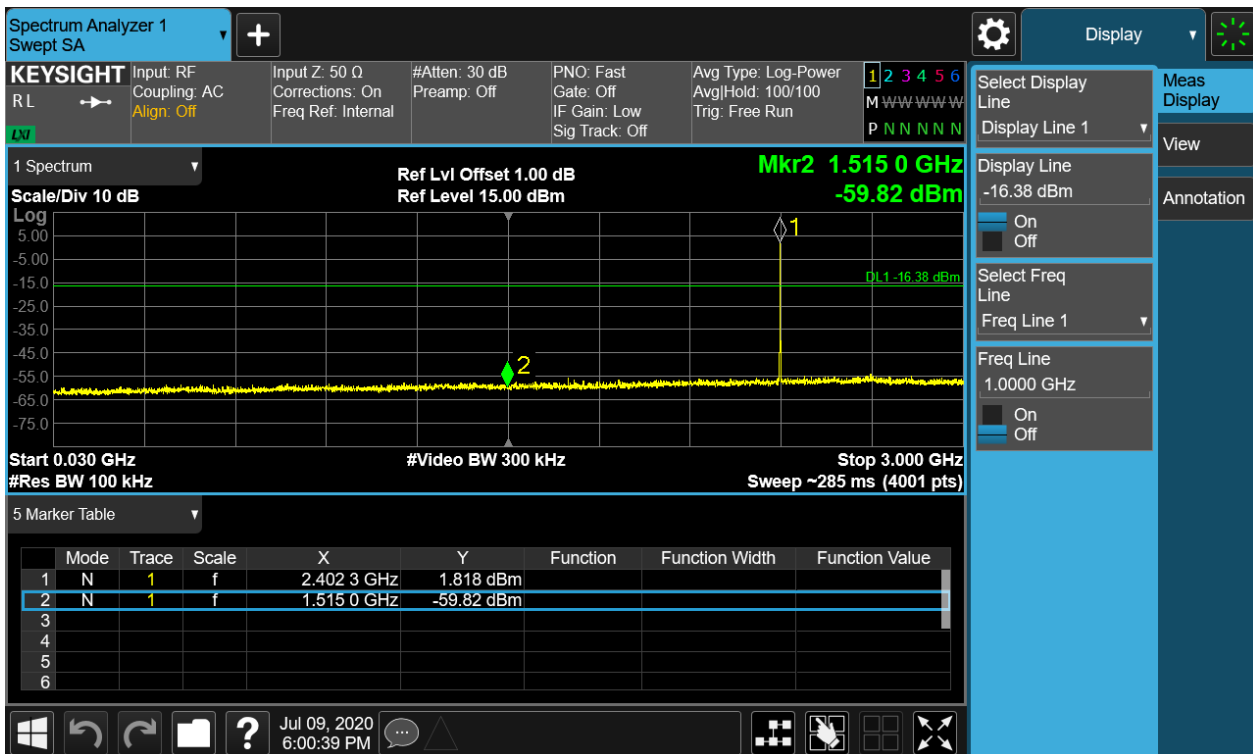 Spectrum Analyzer 1
Swept SA
Display
KEYSIGHT
R L
LXI
Input: RF
Coupling: AC
Align: Off
Input Z: 50 Ω
Corrections: On
Freq Ref: Internal
#Atten: 30 dB
Preamp: Off
PNO: Fast
Gate: Off
IF Gain: Low
Sig Track: Off
Avg Type: Log-Power
Avg|Hold: 100/100
Trig: Free Run
1 2 3 4 5 6
M W W W W W
P N N N N N
1 Spectrum
Scale/Div 10 dB
Ref Lvl Offset 1.00 dB
Ref Level 15.00 dBm
Mkr2 1.515 0 GHz
-59.82 dBm
Log
5.00
-5.00
-15.0
-25.0
-35.0
-45.0
-55.0
-65.0
-75.0
1
DL1 -16.38 dBm
2
Start 0.030 GHz
#Video BW 300 kHz
Stop 3.000 GHz
#Res BW 100 kHz
Sweep ~285 ms (4001 pts)
5 Marker Table
Mode Trace Scale X Y Function Function Width Function Value
1 N 1 f 2.402 3 GHz 1.818 dBm
2 N 1 f 1.515 0 GHz -59.82 dBm
3
4
5
6
Select Display
Line
Display Line 1
Display Line
-16.38 dBm
On
Off
Select Freq
Line
Freq Line 1
Freq Line
1.0000 GHz
On
Off
Meas
Display
View
Annotation
?
Jul 09, 2020
6:00:39 PM